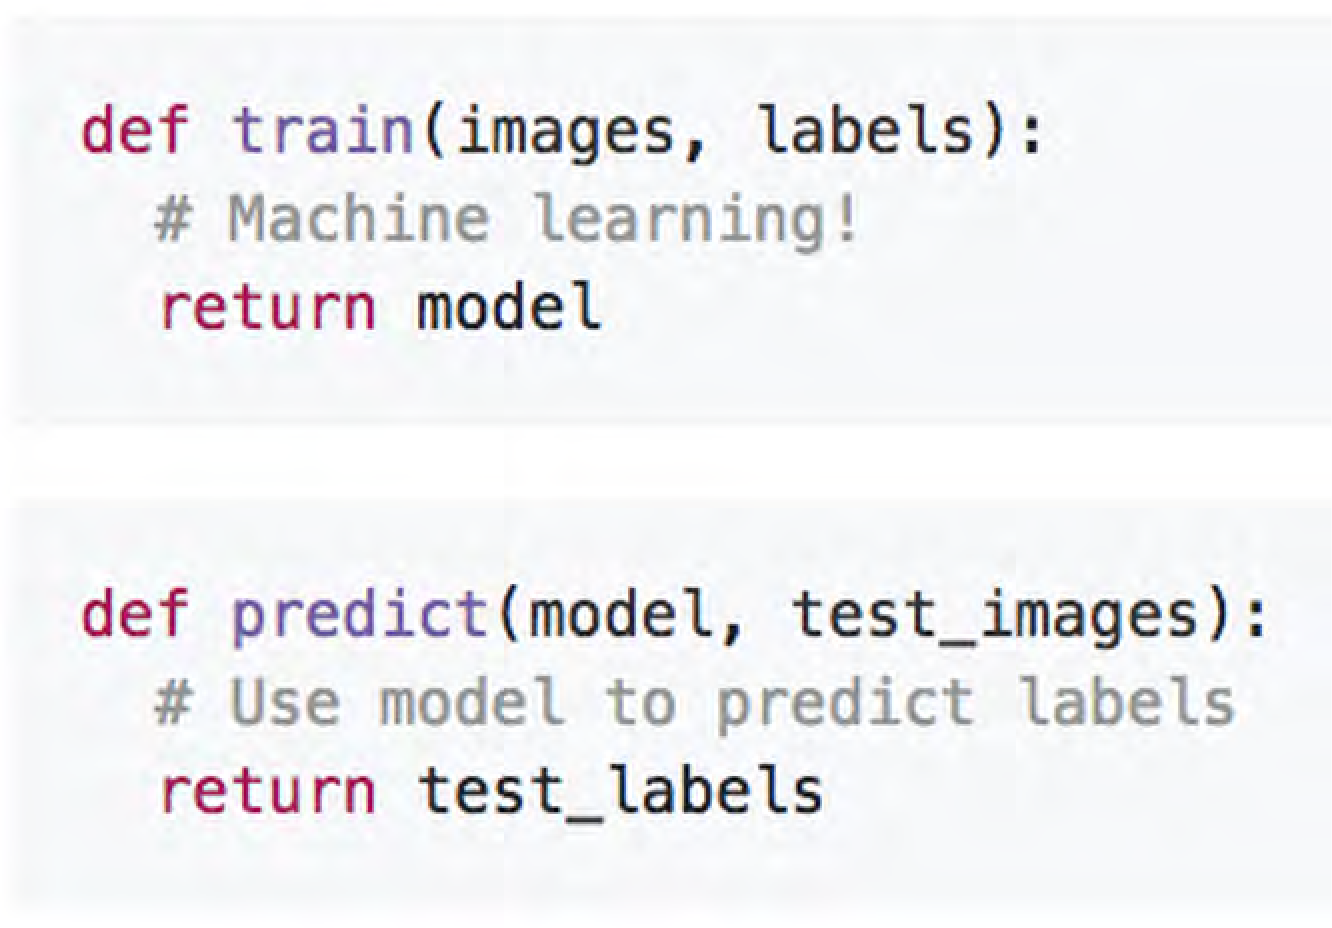 def train(images, labels):
  # Machine learning!
  return model
def predict(model, test_images):
  # Use model to predict labels
  return test_labels